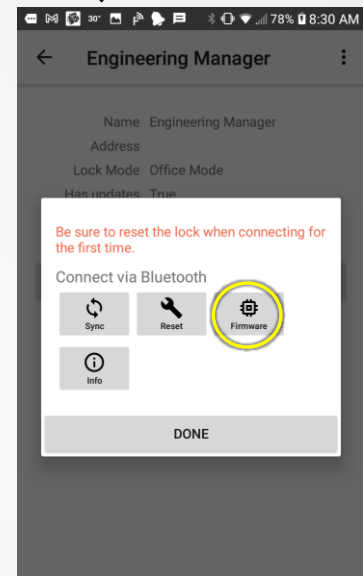 30° 78% 8:30 AM
Engineering Manager
Name Engineering Manager
Address
Lock Mode Office Mode
Has updates True
Be sure to reset the lock when connecting for
the first time.
Connect via Bluetooth
Sync Reset Firmware
Info
DONE